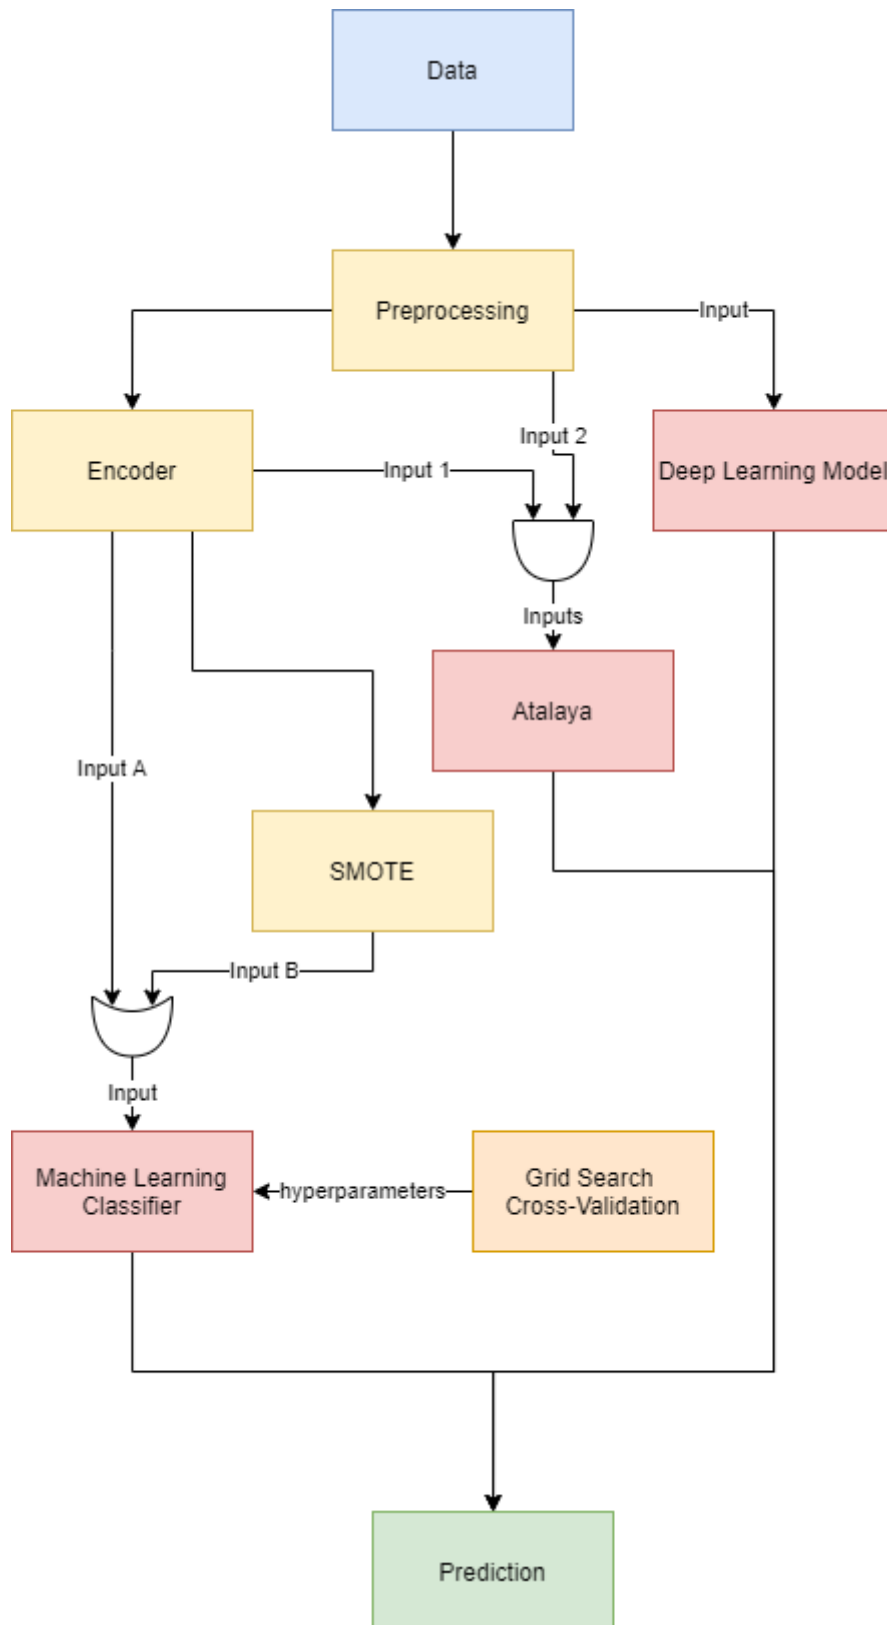 Data
Preprocessing
Input
Input 2
Encoder
Input 1
Deep Learning Model
Inputs
Atalaya
Input A
SMOTE
Input B
Input
Machine Learning
Classifier
hyperparameters
Grid Search
Cross-Validation
Prediction